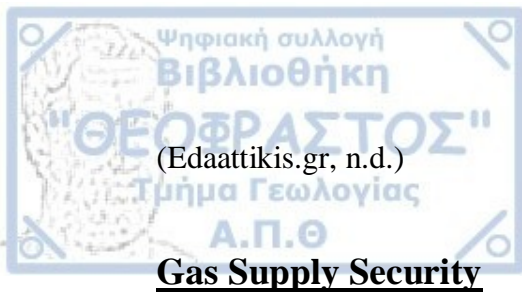 Ψηφιακή συλλογή
Βιβλιοθήκη
"ΘΕΟΦΡΑΣΤΟΣ"
(Edaattikis.gr, n.d.)
Τμήμα Γεωλογίας
Α.Π.Θ
Gas Supply Security